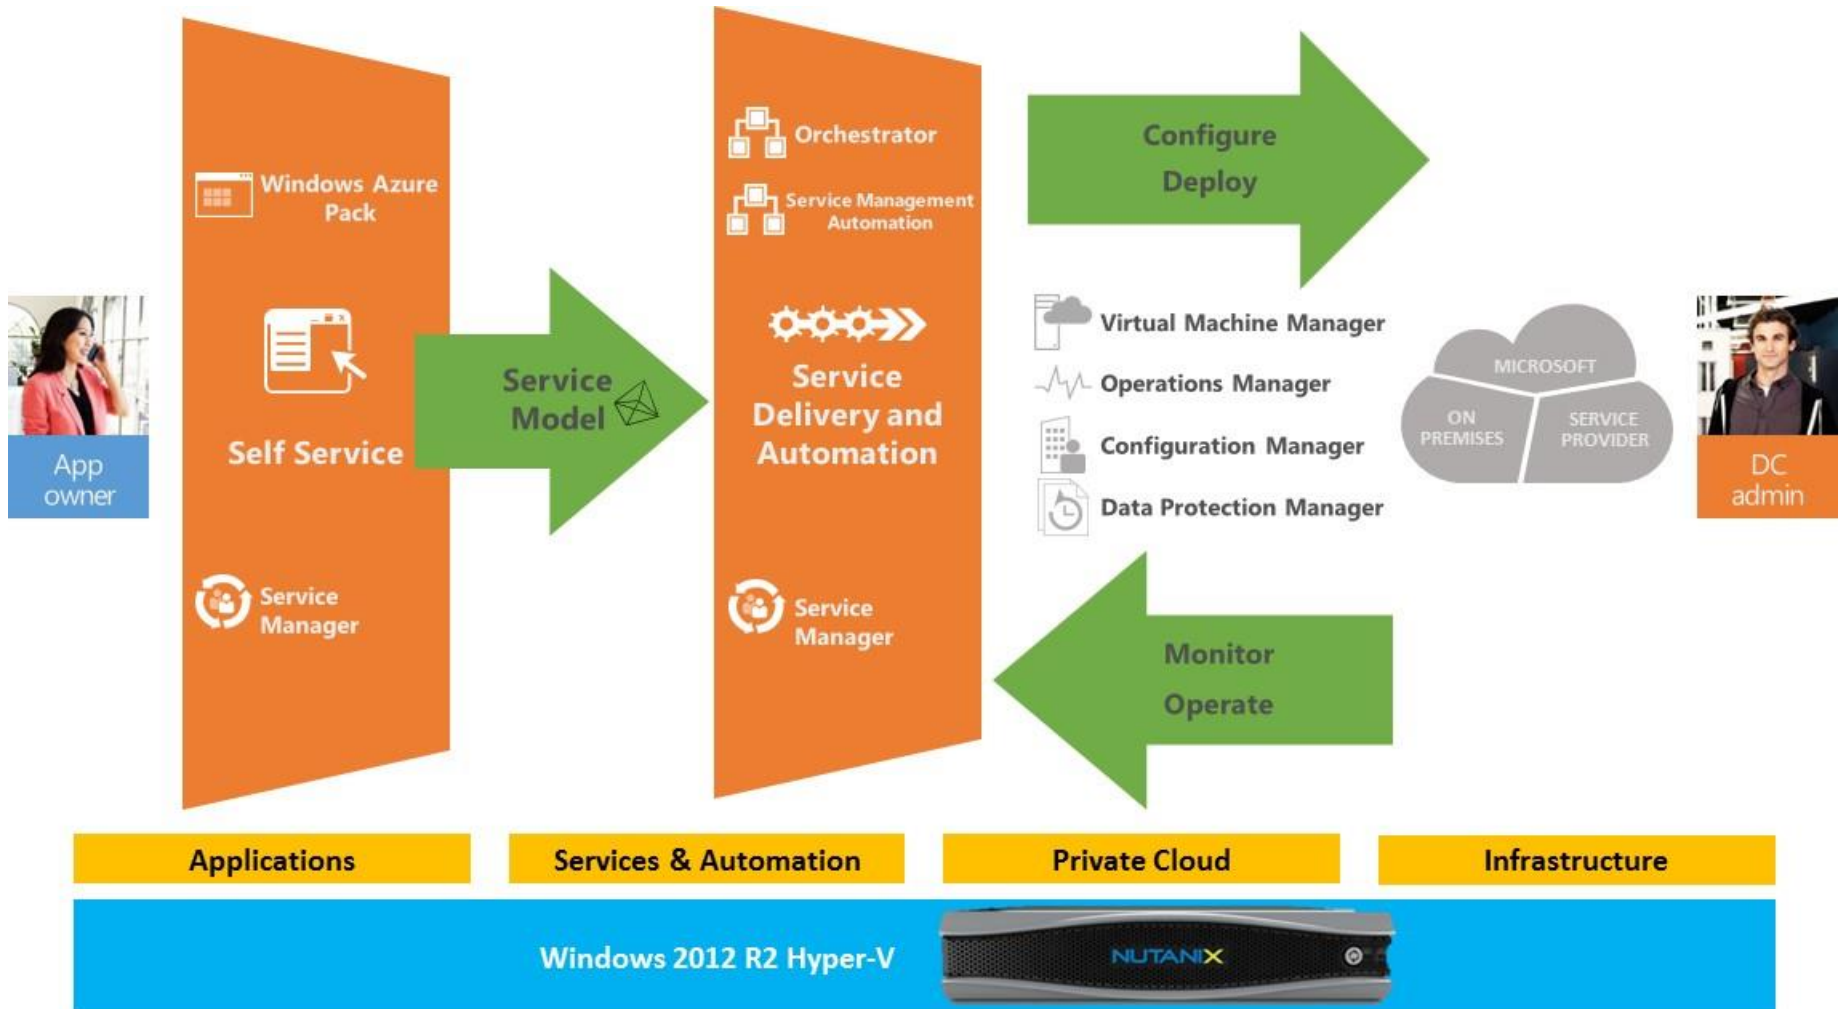 Windows Azure
Pack
Self Service
Service
Manager
App
owner
Service
Model
Orchestrator
Service Management
Automation
Service
Delivery and
Automation
Service
Manager
Configure
Deploy
Virtual Machine Manager
Operations Manager
Configuration Manager
Data Protection Manager
Monitor
Operate
MICROSOFT
ON
PREMISES
SERVICE
PROVIDER
DC
admin
Applications
Services & Automation
Private Cloud
Infrastructure
Windows 2012 R2 Hyper-V
NUTANIX